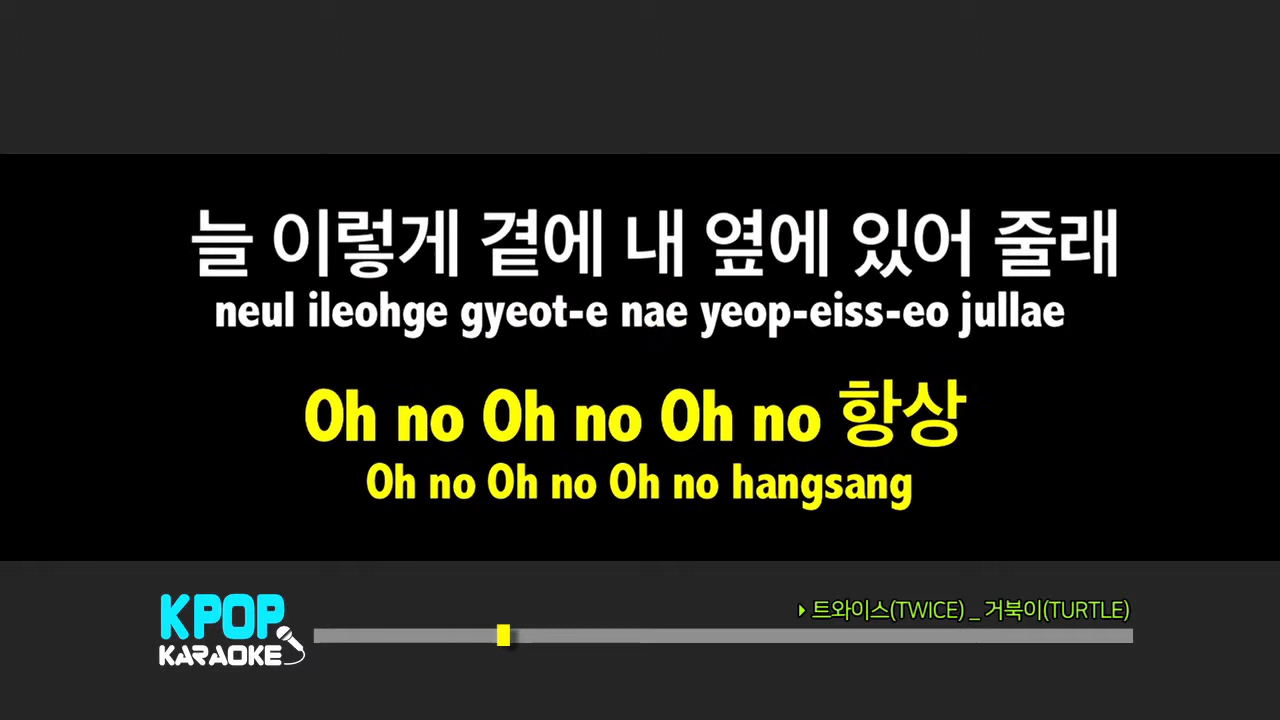 늘 이렇게 곁에 내 옆에 있어 줄래
neul ileohge gyeot-e nae yeop-eiss-eo jullae
Oh no Oh no Oh no 항상
Oh no Oh no Oh no hangsang
트와이스(TWICE) _ 거북이(TURTLE)
KPOP
KARAOKE